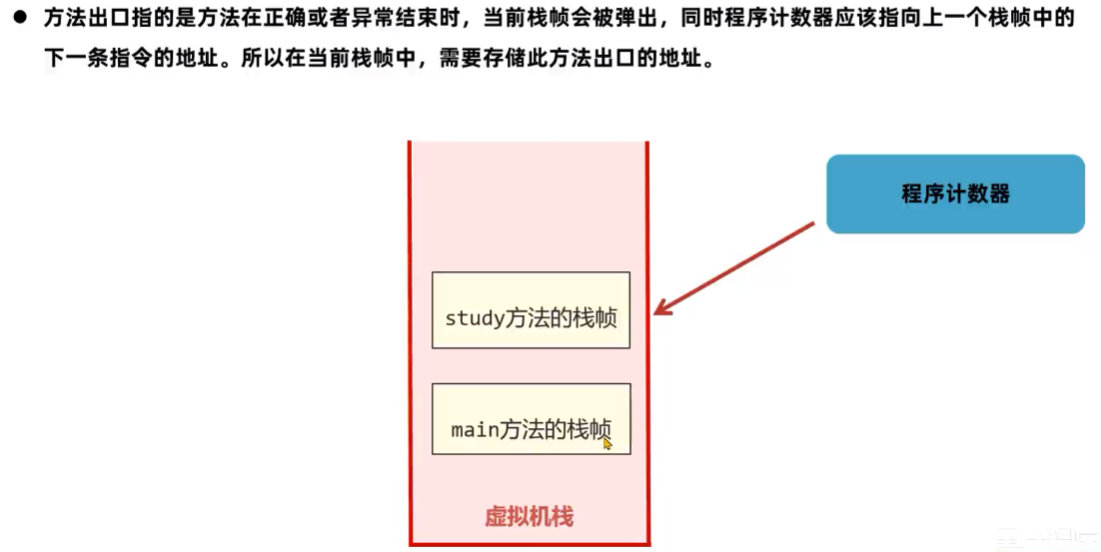 ● 方法出口指的是方法在正确或者异常结束时，当前栈帧会被弹出，同时程序计数器应该指向上一个栈帧中的
下一条指令的地址。所以在当前栈帧中，需要存储此方法出口的地址。
程序计数器
study方法的栈帧
main方法的栈帧
虚拟机栈